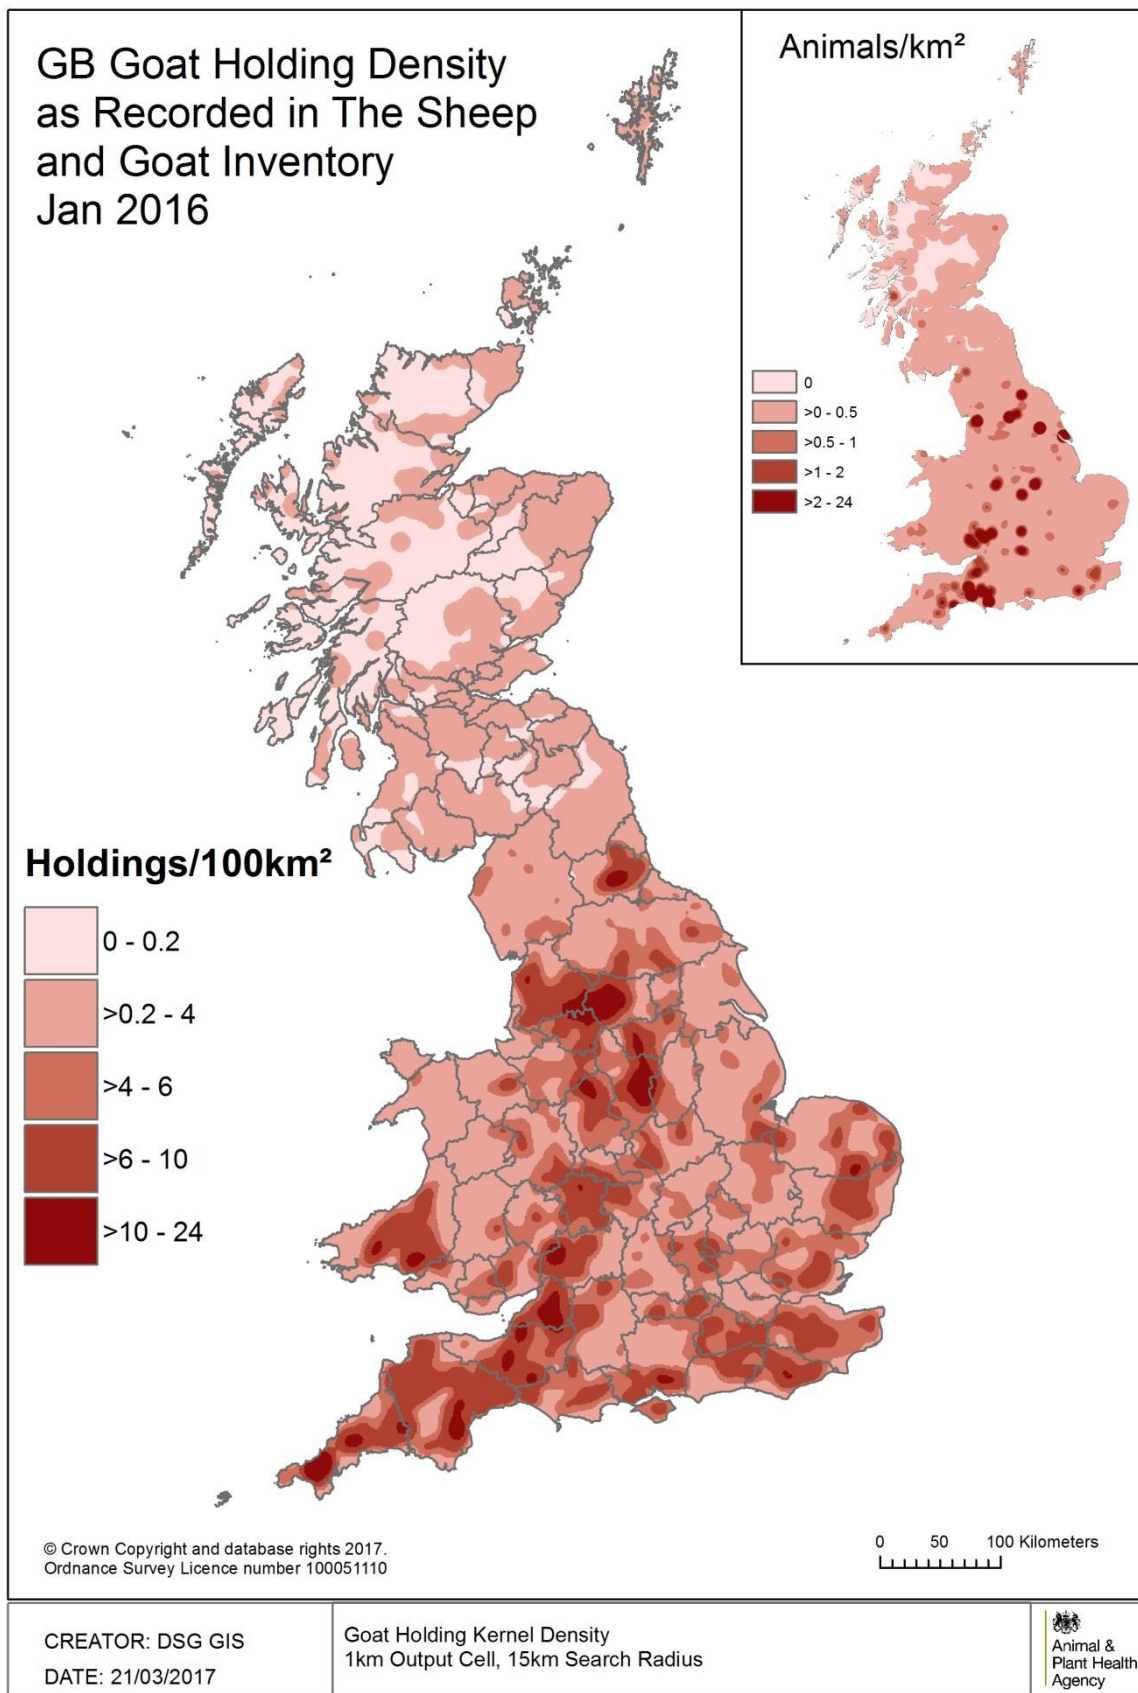 GB Goat Holding Density
as Recorded in The Sheep
and Goat Inventory
Jan 2016
Animals/km²
0
>0 - 0.5
>0.5 - 1
>1 - 2
>2 - 24
Holdings/100km²
0 - 0.2
>0.2 - 4
>4 - 6
>6 - 10
>10 - 24
© Crown Copyright and database rights 2017.
Ordnance Survey Licence number 100051110
0 50 100 Kilometers
CREATOR: DSG GIS
DATE: 21/03/2017
Goat Holding Kernel Density
1km Output Cell, 15km Search Radius
Animal &
Plant Health
Agency